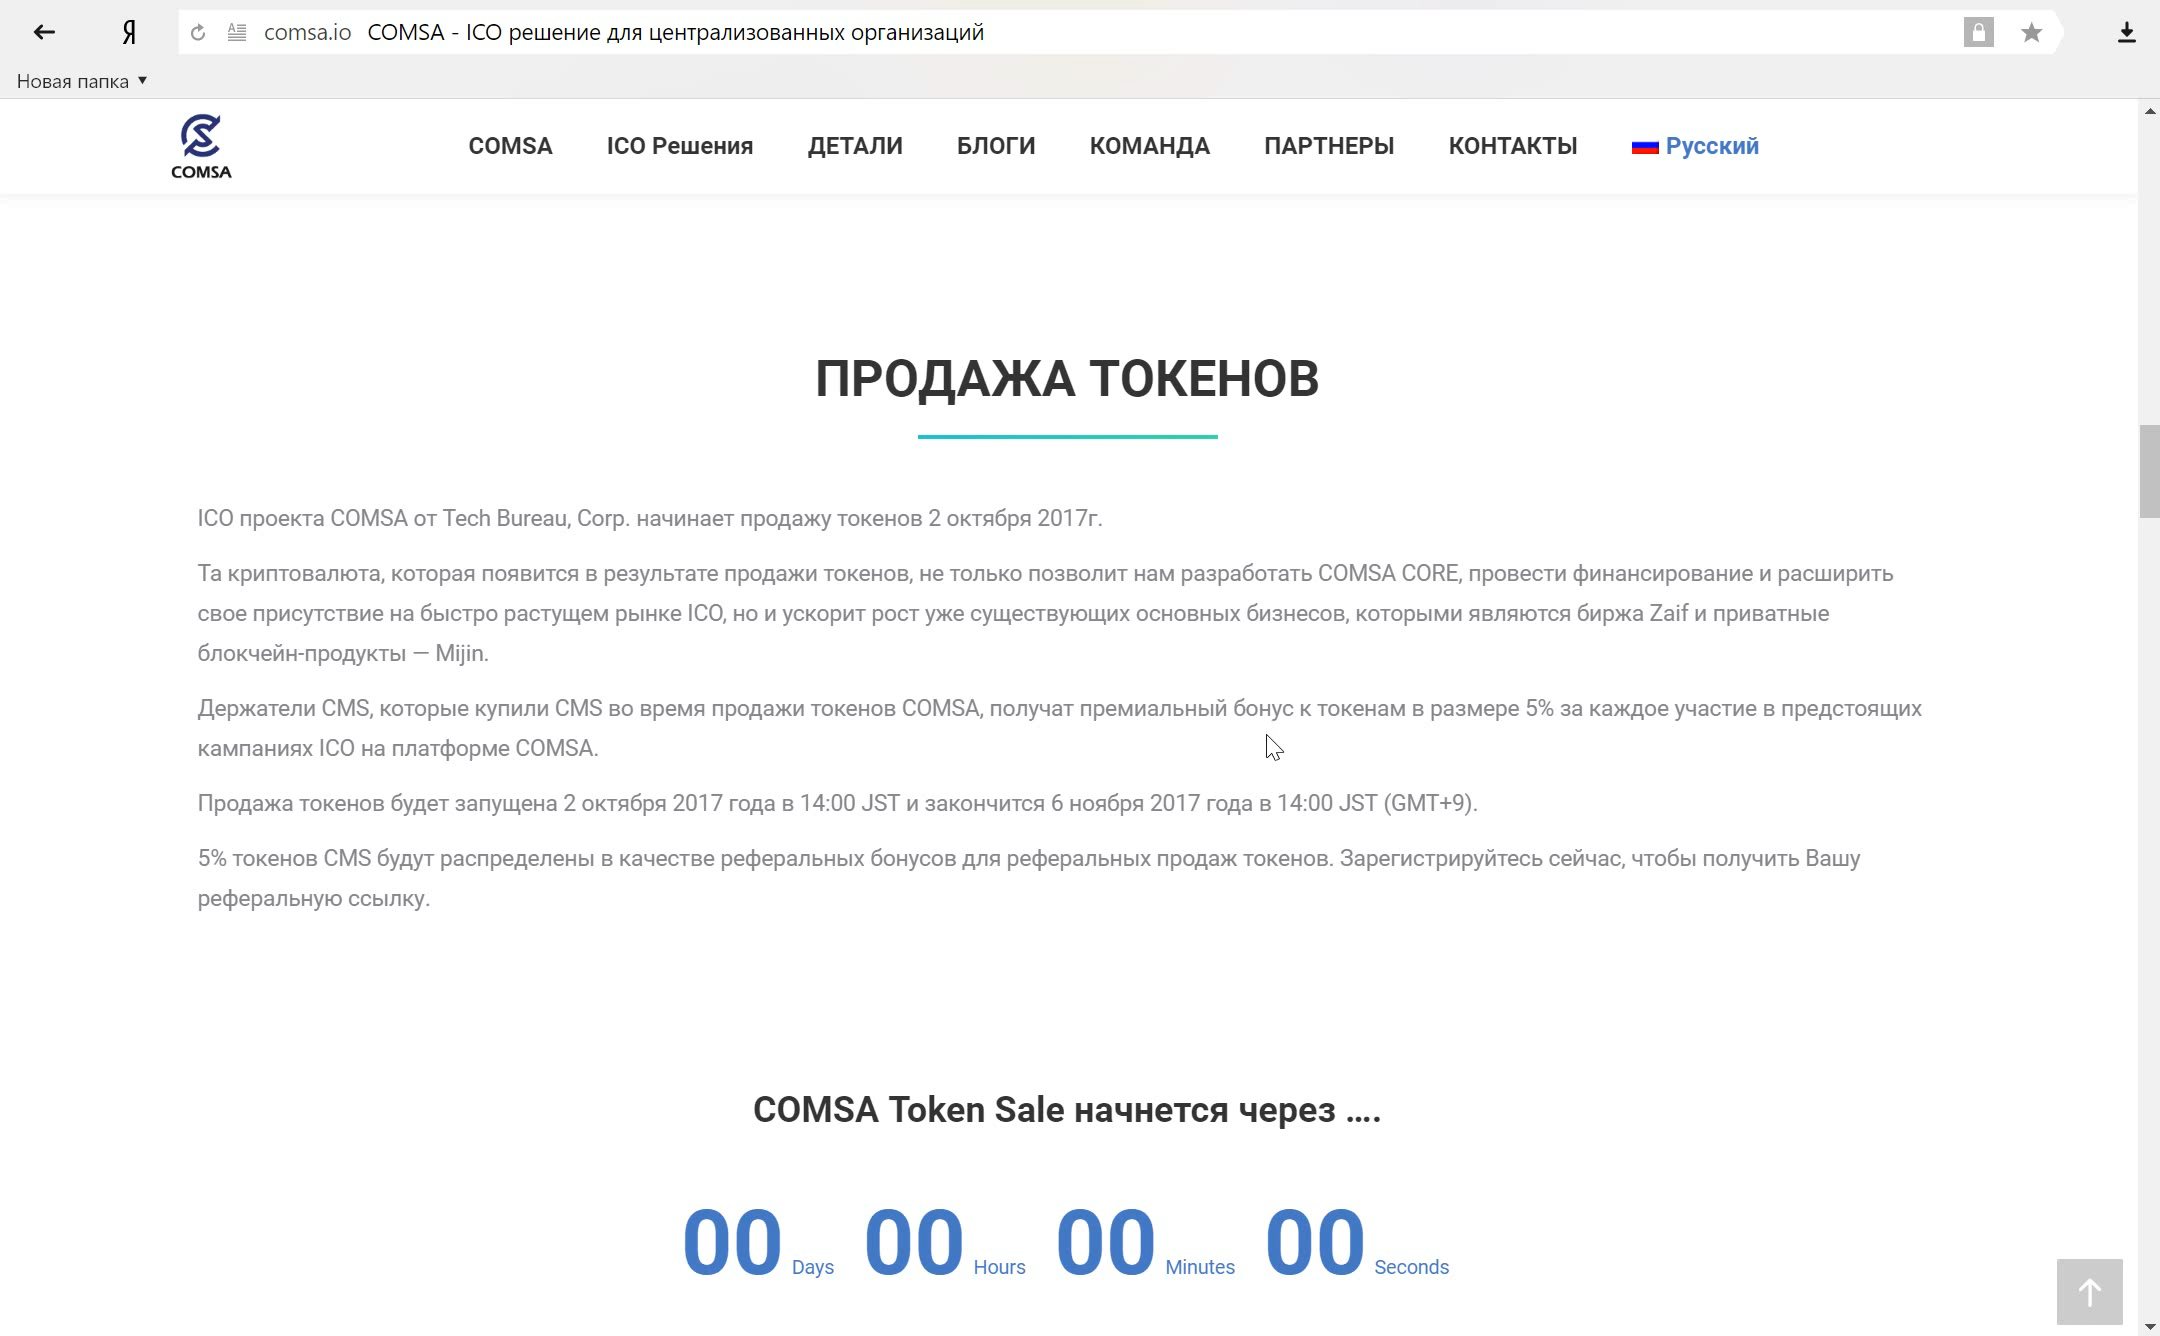 Я comsa.io COMSA - ICO решение для централизованных организаций
Новая папка
COMSA
COMSA ICO Решения ДЕТАЛИ БЛОГИ КОМАНДА ПАРТНЕРЫ КОНТАКТЫ Русский
ПРОДАЖА ТОКЕНОВ
ICO проекта COMSA от Tech Bureau, Corp. начинает продажу токенов 2 октября 2017г.
Та криптовалюта, которая появится в результате продажи токенов, не только позволит нам разработать COMSA CORE, провести финансирование и расширить
свое присутствие на быстро растущем рынке ICO, но и ускорит рост уже существующих основных бизнесов, которыми являются биржа Zaif и приватные
блокчейн-продукты — Mijin.
Держатели CMS, которые купили CMS во время продажи токенов COMSA, получат премиальный бонус к токенам в размере 5% за каждое участие в предстоящих
кампаниях ICO на платформе COMSA.
Продажа токенов будет запущена 2 октября 2017 года в 14:00 JST и закончится 6 ноября 2017 года в 14:00 JST (GMT+9).
5% токенов CMS будут распределены в качестве реферальных бонусов для реферальных продаж токенов. Зарегистрируйтесь сейчас, чтобы получить Вашу
реферальную ссылку.
COMSA Token Sale начнется через ....
00 Days 00 Hours 00 Minutes 00 Seconds